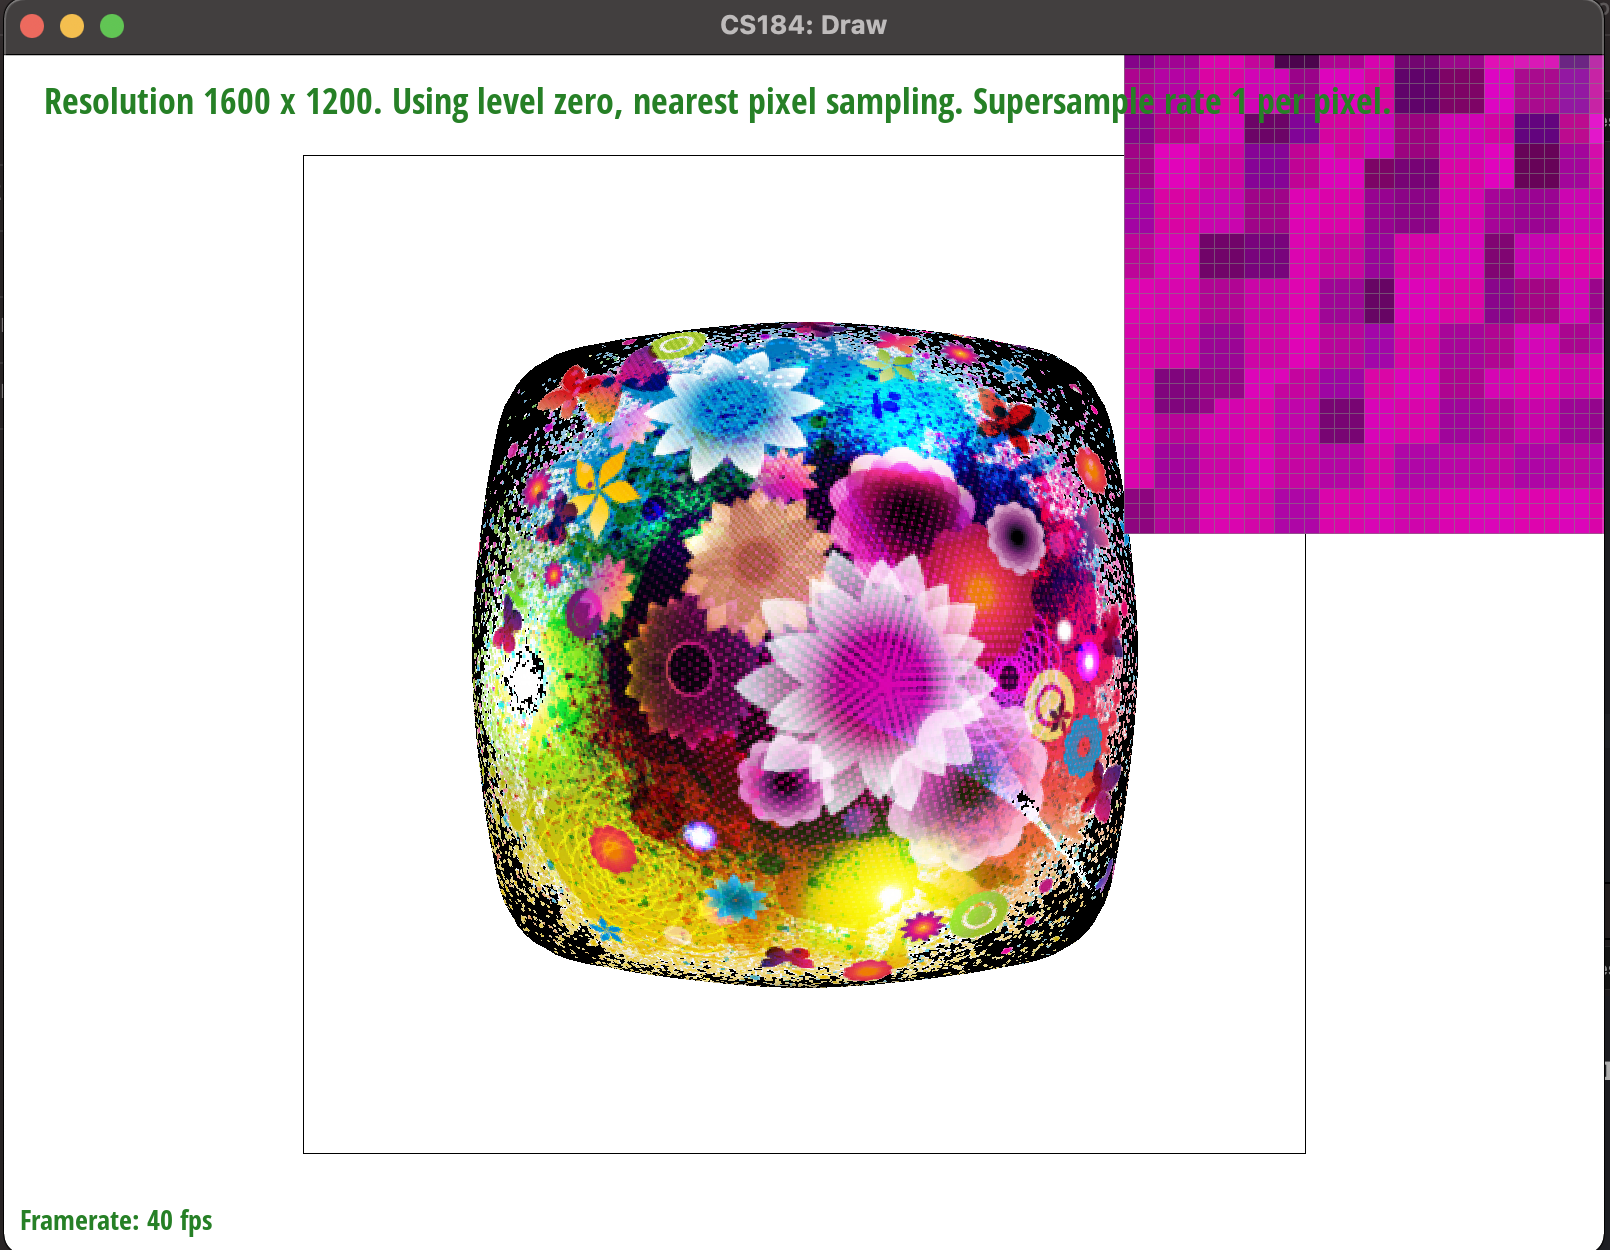 CS184: Draw
Resolution 1600 x 1200. Using level zero, nearest pixel sampling. Supersample rate 1 per pixel.
Framerate: 40 fps